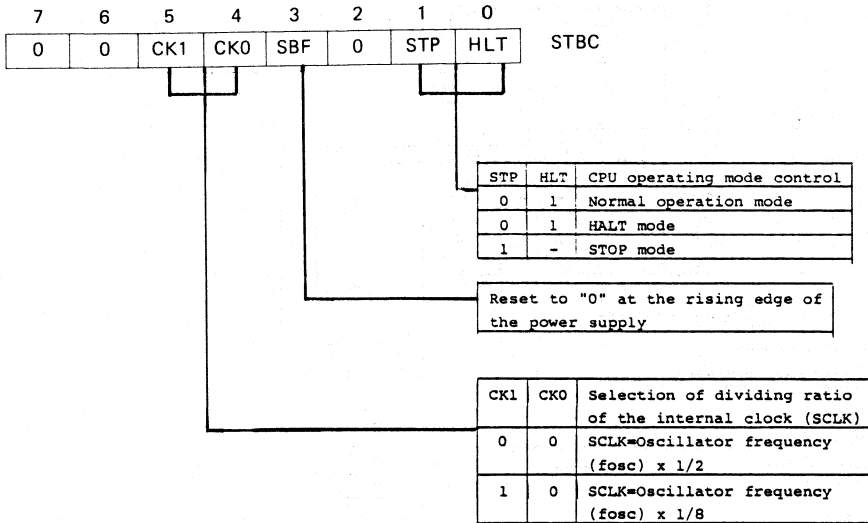 7 6 5 4 3 2 1 0
0 0 CK1 CK0 SBF 0 STP HLT STBC
STP HLT CPU operating mode control
0 1 Normal operation mode
0 1 HALT mode
1 - STOP mode
Reset to "0" at the rising edge of
the power supply
CK1 CK0 Selection of dividing ratio
of the internal clock (SCLK)
0 0 SCLK=Oscillator frequency
(fosc) x 1/2
1 0 SCLK=Oscillator frequency
(fosc) x 1/8